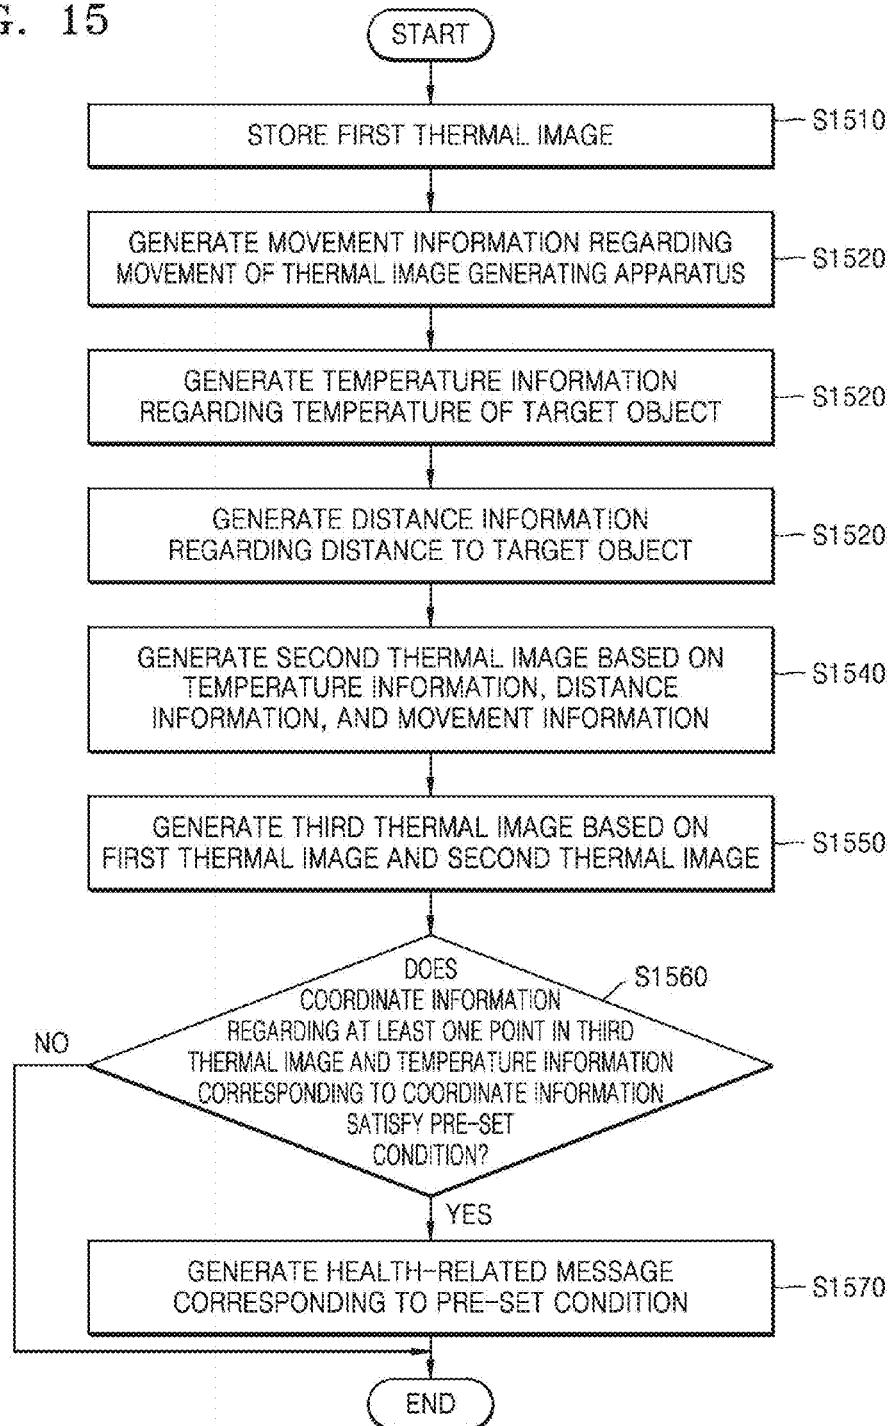 G. 15
START
STORE FIRST THERMAL IMAGE
S1510
GENERATE MOVEMENT INFORMATION REGARDING
MOVEMENT OF THERMAL IMAGE GENERATING APPARATUS
S1520
GENERATE TEMPERATURE INFORMATION
REGARDING TEMPERATURE OF TARGET OBJECT
S1520
GENERATE DISTANCE INFORMATION
REGARDING DISTANCE TO TARGET OBJECT
S1520
GENERATE SECOND THERMAL IMAGE BASED ON
TEMPERATURE INFORMATION, DISTANCE
INFORMATION, AND MOVEMENT INFORMATION
S1540
GENERATE THIRD THERMAL IMAGE BASED ON
FIRST THERMAL IMAGE AND SECOND THERMAL IMAGE
S1550
DOES
COORDINATE INFORMATION
REGARDING AT LEAST ONE POINT IN THIRD
THERMAL IMAGE AND TEMPERATURE INFORMATION
CORRESPONDING TO COORDINATE INFORMATION
SATISFY PRE-SET
CONDITION?
S1560
NO
YES
GENERATE HEALTH-RELATED MESSAGE
CORRESPONDING TO PRE-SET CONDITION
S1570
END